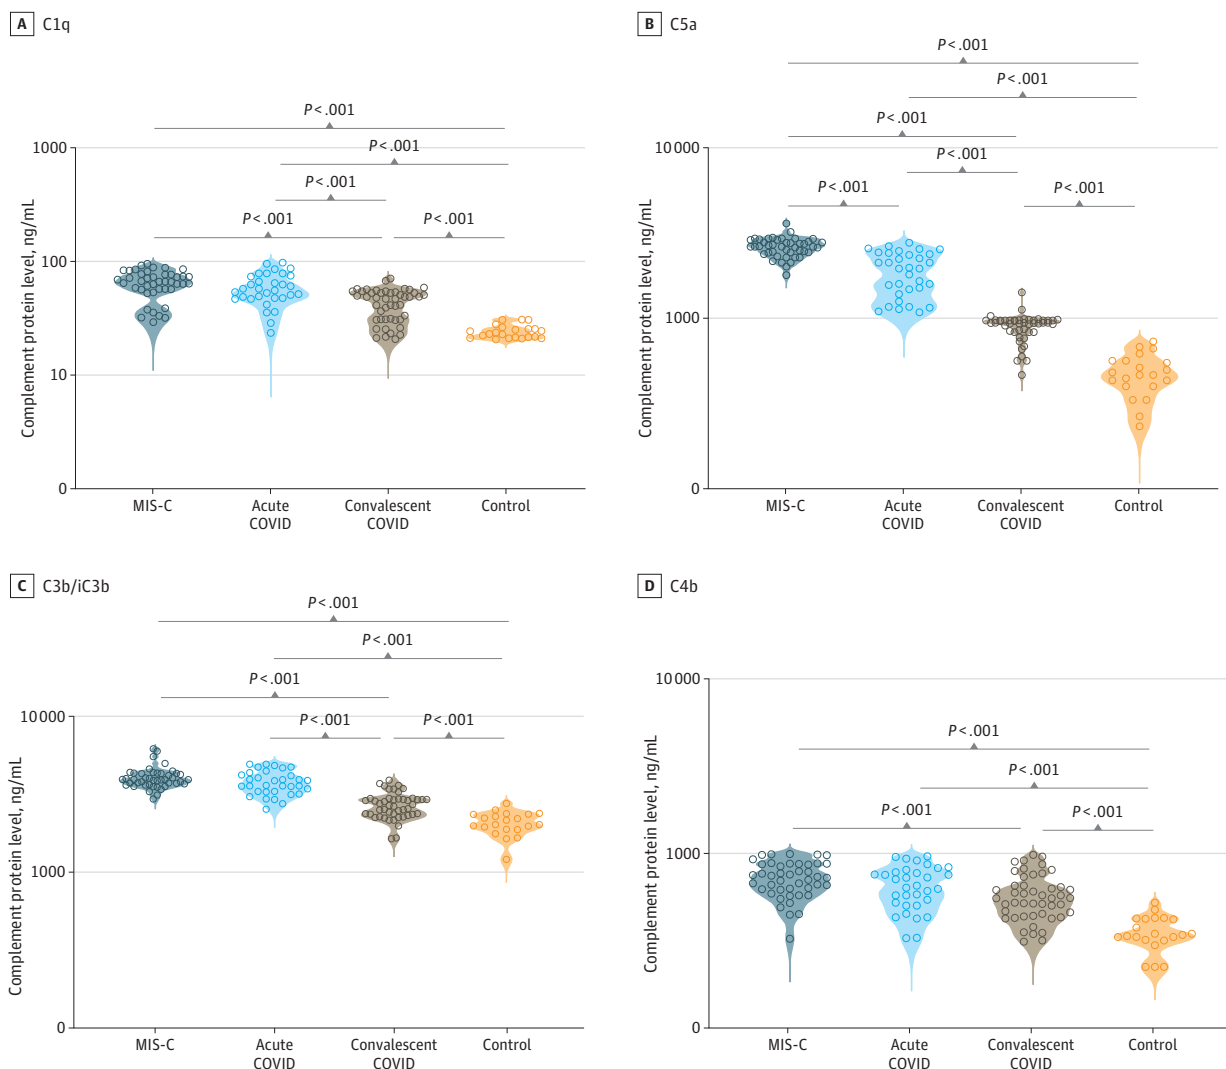 A C1q
P < .001
P < .001
P < .001
P < .001
P < .001
1000
100
10
0
Complement protein level, ng/mL
MIS-C
Acute
COVID
Convalescent
COVID
Control
B C5a
P < .001
P < .001
P < .001
P < .001
P < .001
P < .001
10 000
1000
0
Complement protein level, ng/mL
MIS-C
Acute
COVID
Convalescent
COVID
Control
C C3b/iC3b
P < .001
P < .001
P < .001
P < .001
P < .001
10 000
1000
0
Complement protein level, ng/mL
MIS-C
Acute
COVID
Convalescent
COVID
Control
D C4b
P < .001
P < .001
P < .001
P < .001
10 000
1000
0
Complement protein level, ng/mL
MIS-C
Acute
COVID
Convalescent
COVID
Control